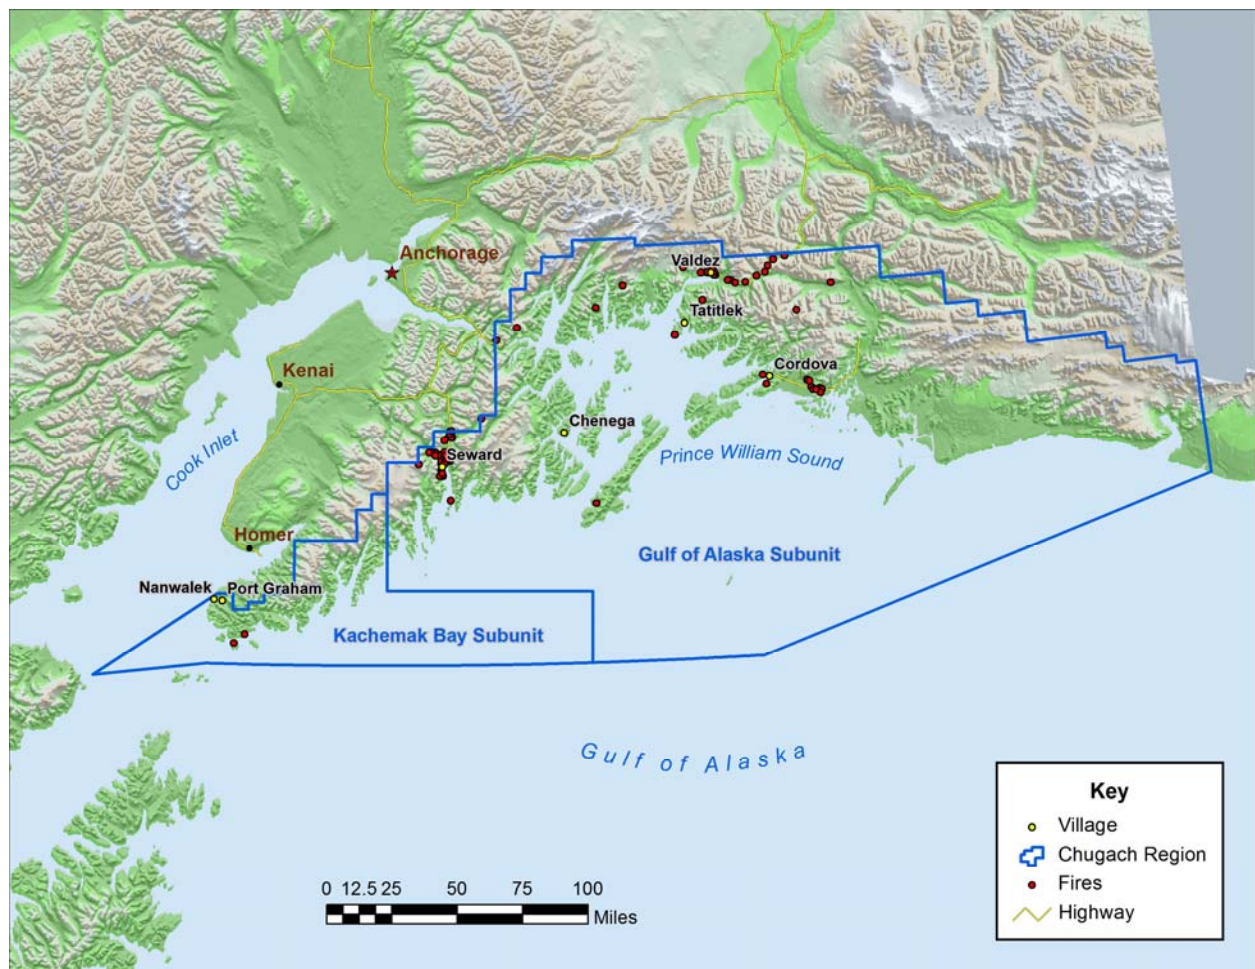 Anchorage
Valdez
Tatitlek
Kenai
Cordova
Chenega
Seward
Prince William Sound
Cook Inlet
Homer
Gulf of Alaska Subunit
Nanwalek
Port Graham
Kachemak Bay Subunit
Gulf of Alaska
Key
Village
Chugach Region
Fires
Highway
0 12.5 25 50 75 100
Miles